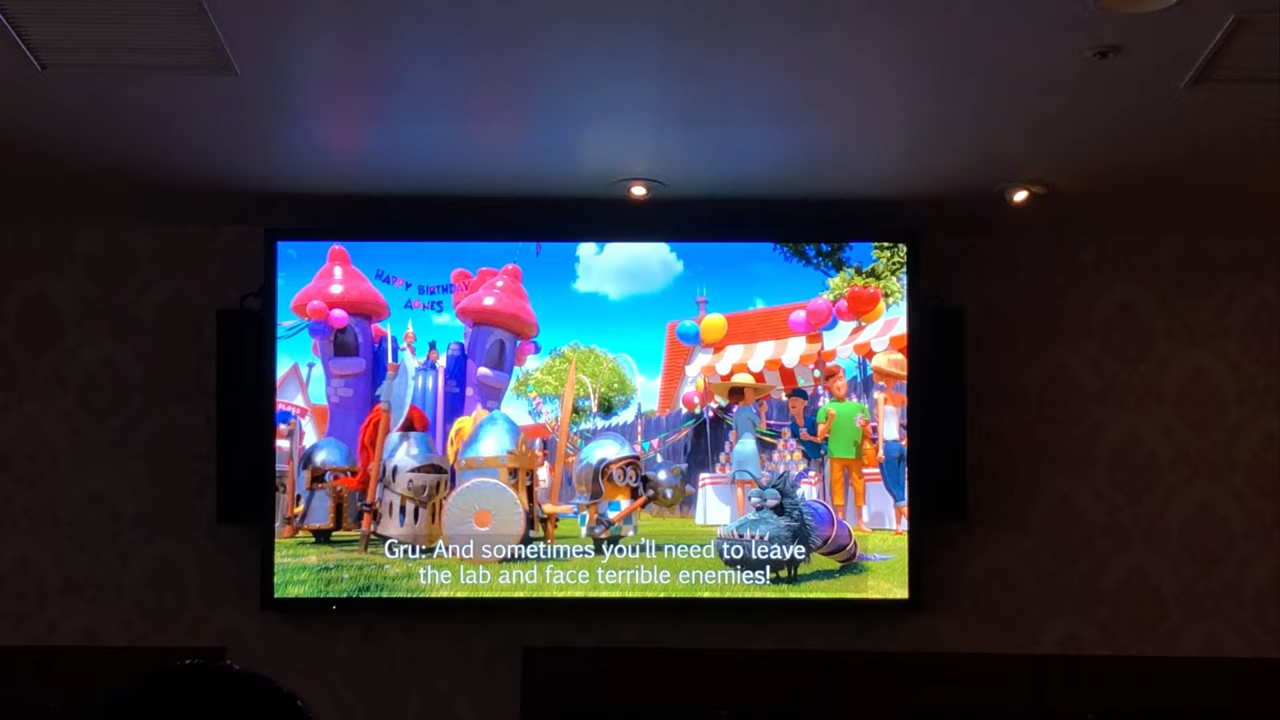 HAPPY BIRTHDAY
AGNES
Gru: And sometimes you'll need to leave
the lab and face terrible enemies!